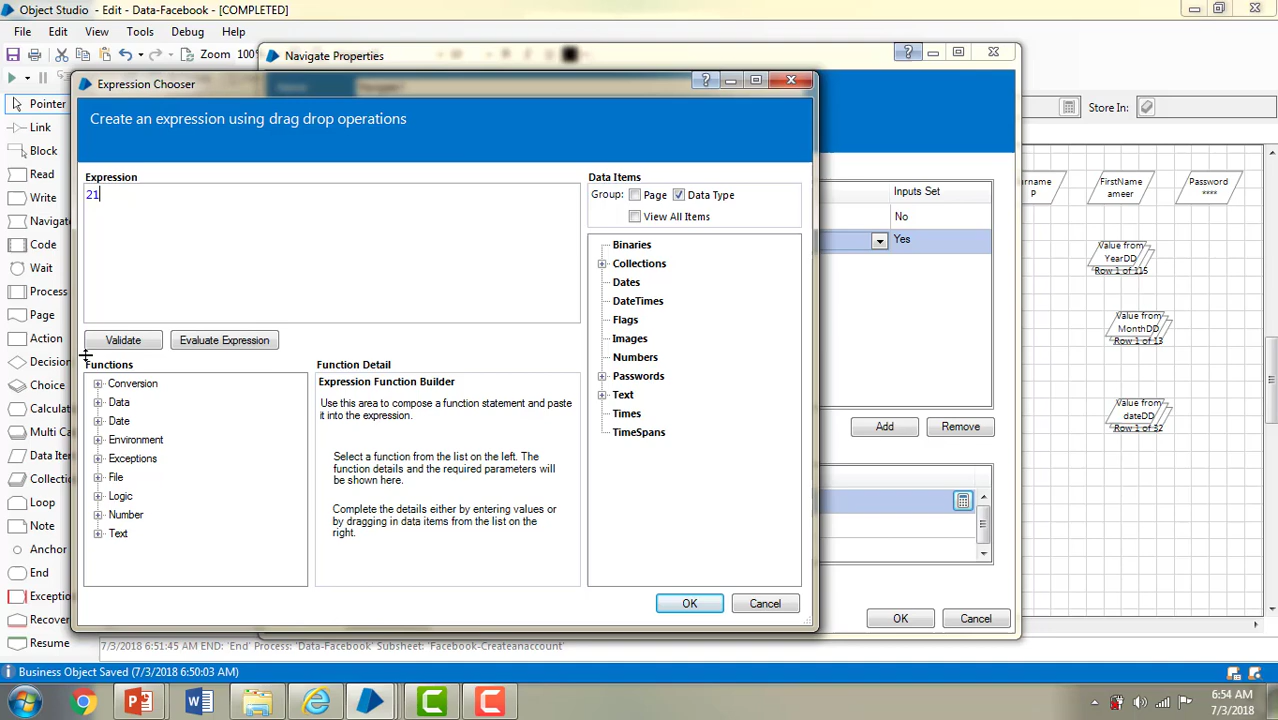 Object Studio - Edit - Data-Facebook - [COMPLETED]
File Edit View Tools Debug Help
Zoom 100%
Navigate Properties
Expression Chooser
Create an expression using drag drop operations
Store In:
Expression
21
Data Items
Group: Page Data Type
View All Items
Inputs Set
No
Yes
Binaries
Collections
Dates
DateTimes
Flags
Images
Numbers
Passwords
Text
Times
TimeSpans
Validate Evaluate Expression
Functions
Conversion
Data
Date
Environment
Exceptions
File
Logic
Number
Text
Function Detail
Expression Function Builder
Use this area to compose a function statement and paste
it into the expression.
Select a function from the list on the left. The
function details and the required parameters will
be shown here.
Complete the details either by entering values or
by dragging in data items from the list on the
right.
OK Cancel
Add Remove
OK Cancel
Pointer
Link
Block
Read
Write
Navigat
Code
Wait
Process
Page
Action
Decision
Choice
Calculat
Multi Ca
Data Ite
Collecti
Loop
Note
Anchor
End
Exceptio
Recove
Resume
rname
P
FirstName
ameer
Password
****
Value from
YearDD
Row 1 of 115
Value from
MonthDD
Row 1 of 13
Value from
dateDD
Row 1 of 32
7/3/2018 6:51:45 AM END: 'End' Process: 'Data-Facebook' Subsheet: 'Facebook-Createanaccount'
Business Object Saved (7/3/2018 6:50:03 AM)
6:54 AM
7/3/2018